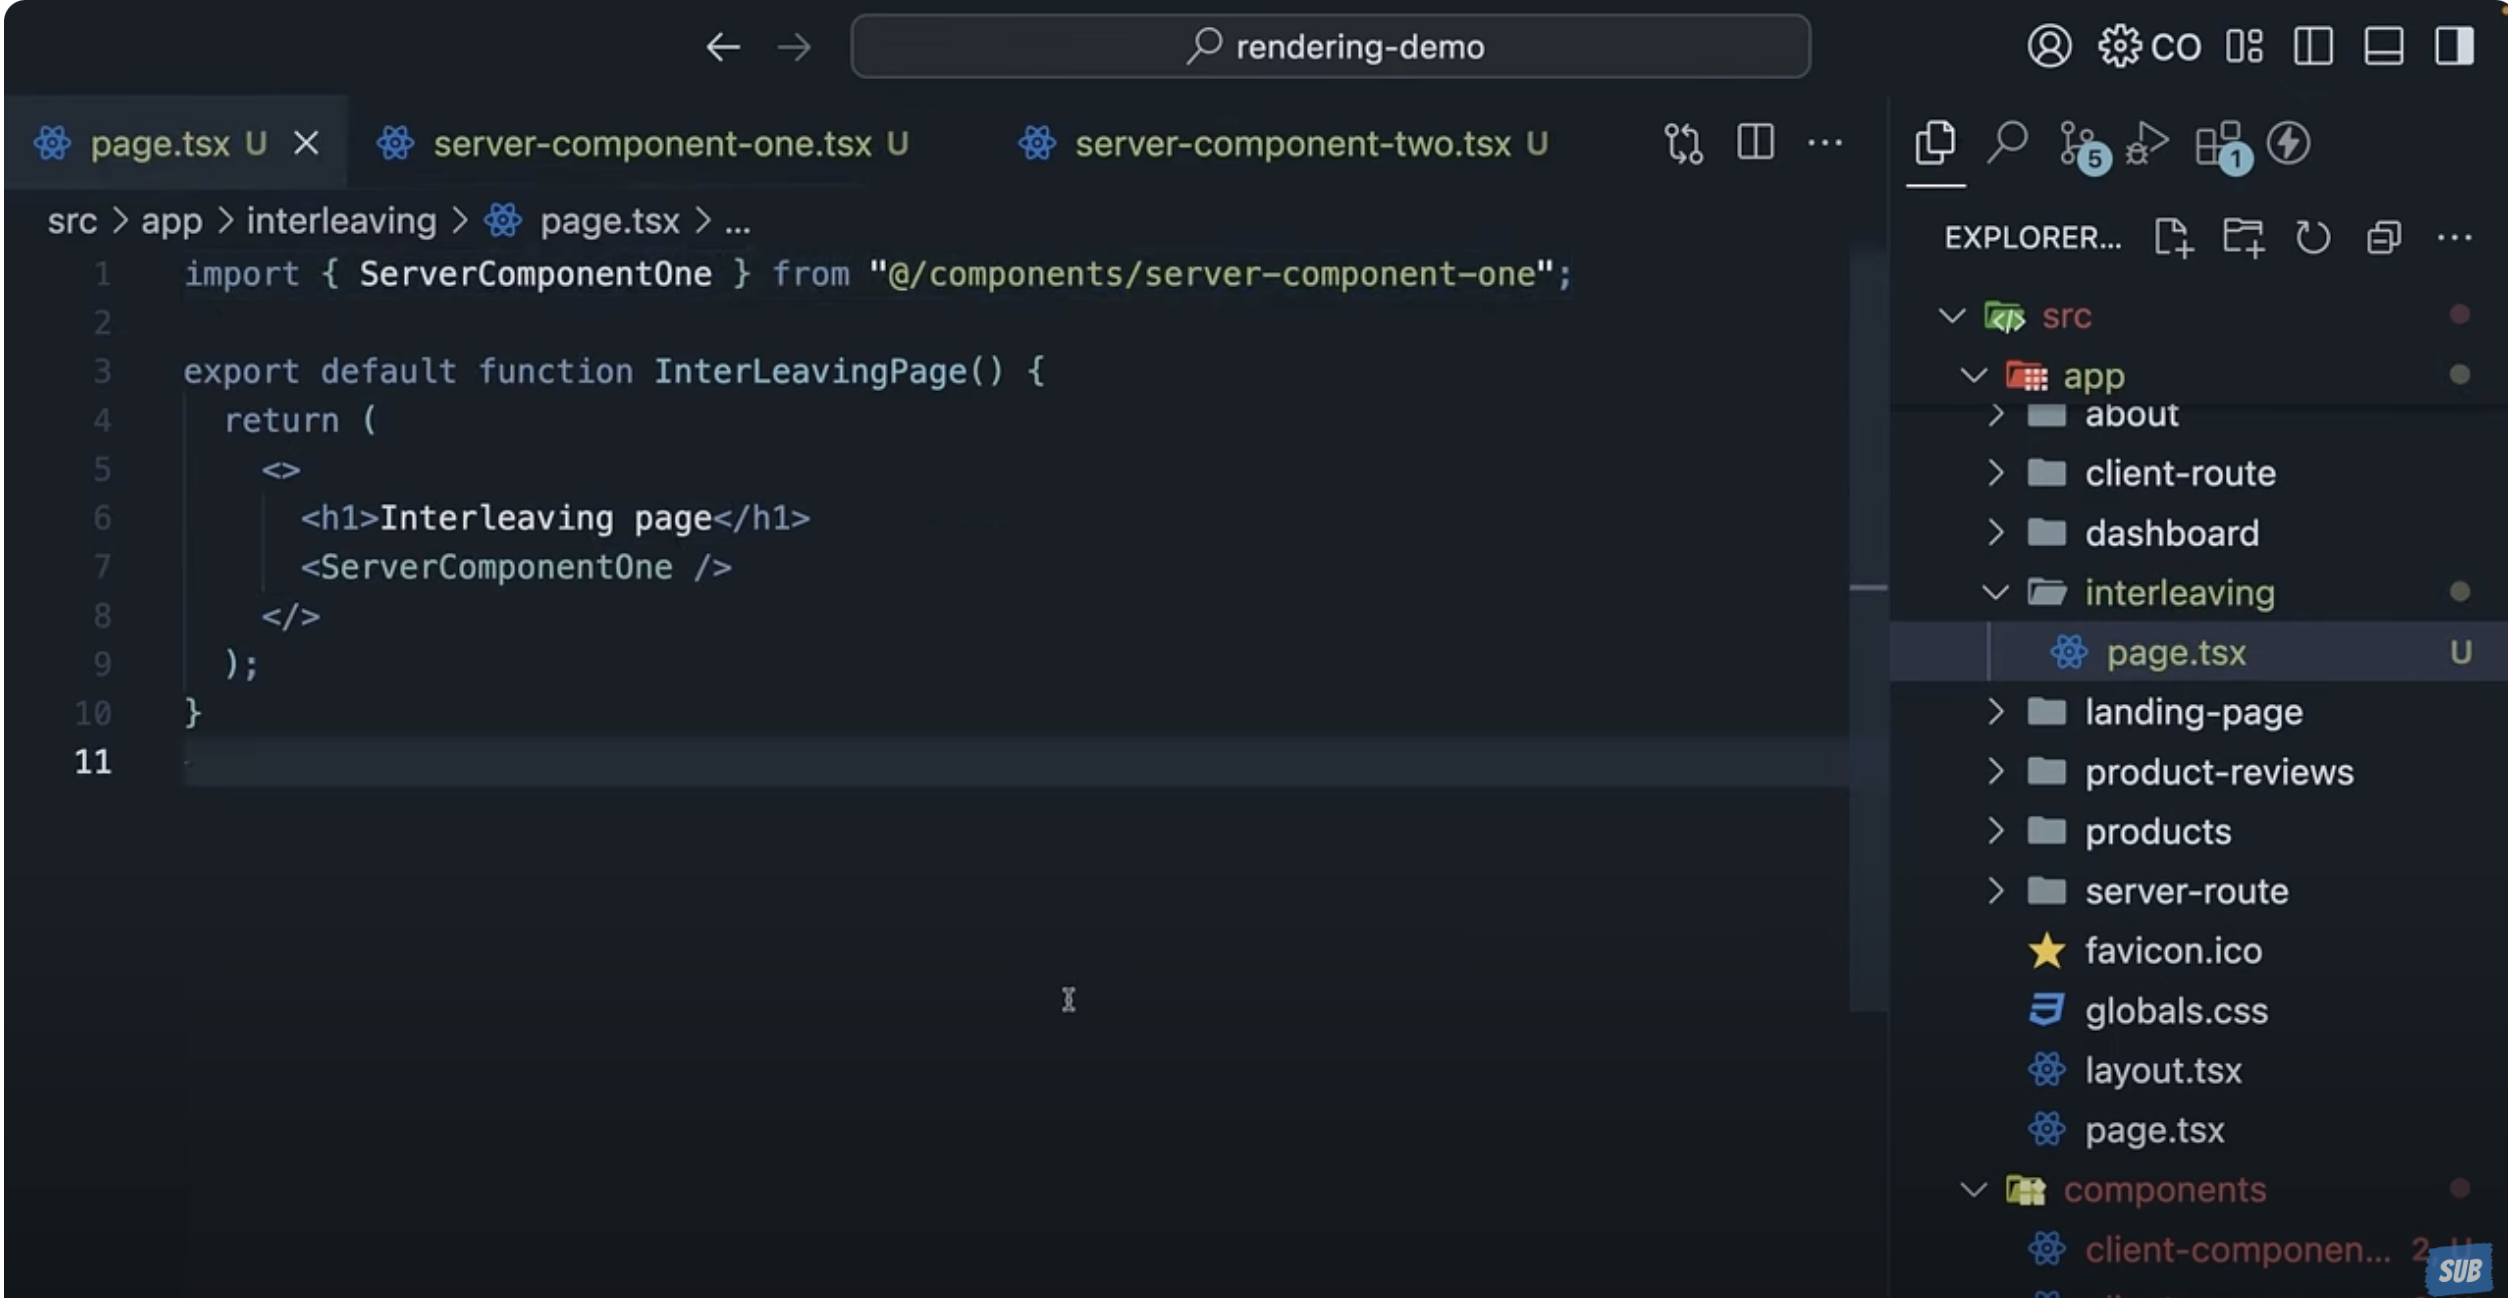 rendering-demo
CO
page.tsx U
server-component-one.tsx U
server-component-two.tsx U
5
1
src > app > interleaving > page.tsx > ...
EXPLORER...
1 import { ServerComponentOne } from "@/components/server-component-one";
2
3 export default function InterLeavingPage() {
4 return (
5 <>
6 <h1>Interleaving page</h1>
7 <ServerComponentOne />
8 </>
9 );
10 }
11
src
app
about
client-route
dashboard
interleaving
page.tsx U
landing-page
product-reviews
products
server-route
favicon.ico
globals.css
layout.tsx
page.tsx
components
client-componen... 2, U
SUB